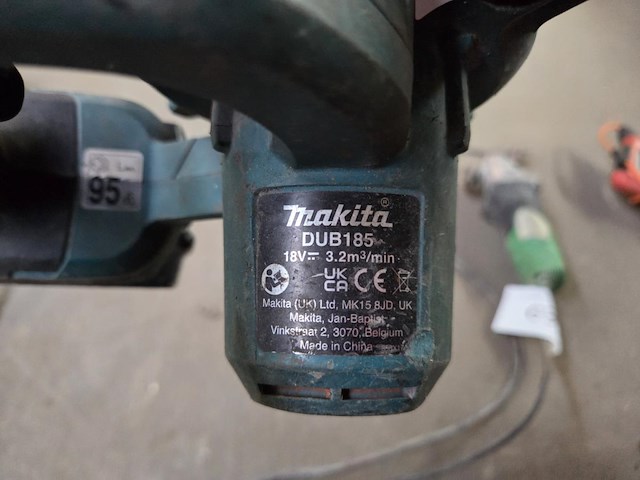 95
Makita®
DUB185
18V⎓ 3.2m³/min
UK
CA CE
Makita (UK) Ltd, MK15 8JD, UK
Makita, Jan-Baptist
Vinkstraat 2, 3070, Belgium
Made in China